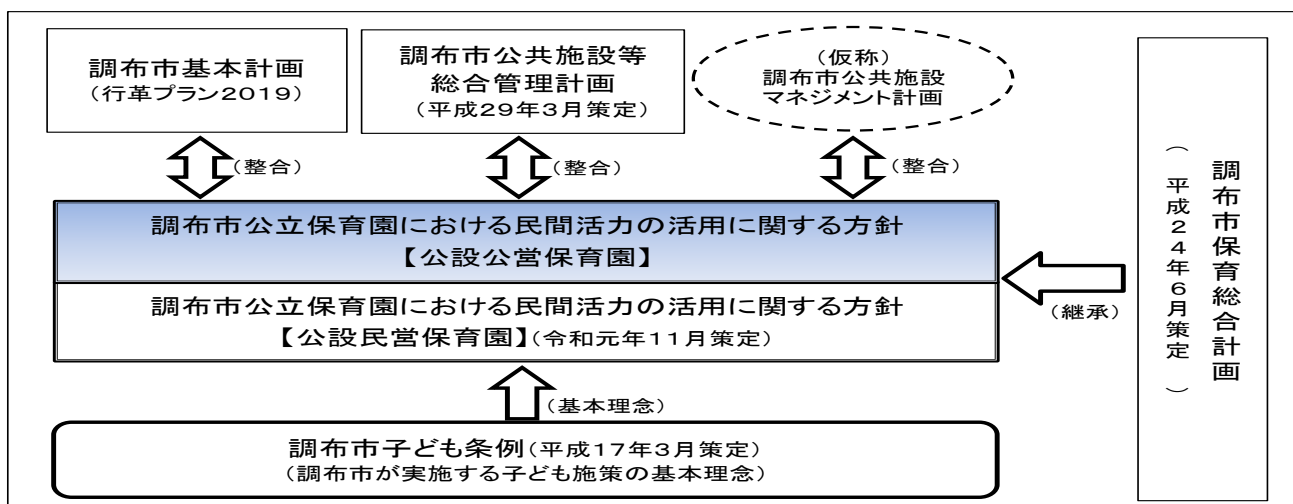 調布市基本計画
(行革プラン2019)
調布市公共施設等
総合管理計画
(平成29年3月策定)
(仮称)
調布市公共施設
マネジメント計画
(整合)
(整合)
(整合)
調布市公立保育園における民間活力の活用に関する方針
【公設公営保育園】
調布市公立保育園における民間活力の活用に関する方針
【公設民営保育園】(令和元年11月策定)
(継承)
調布市保育総合計画
(平成24年6月策定)
(基本理念)
調布市子ども条例(平成17年3月策定)
(調布市が実施する子ども施策の基本理念)